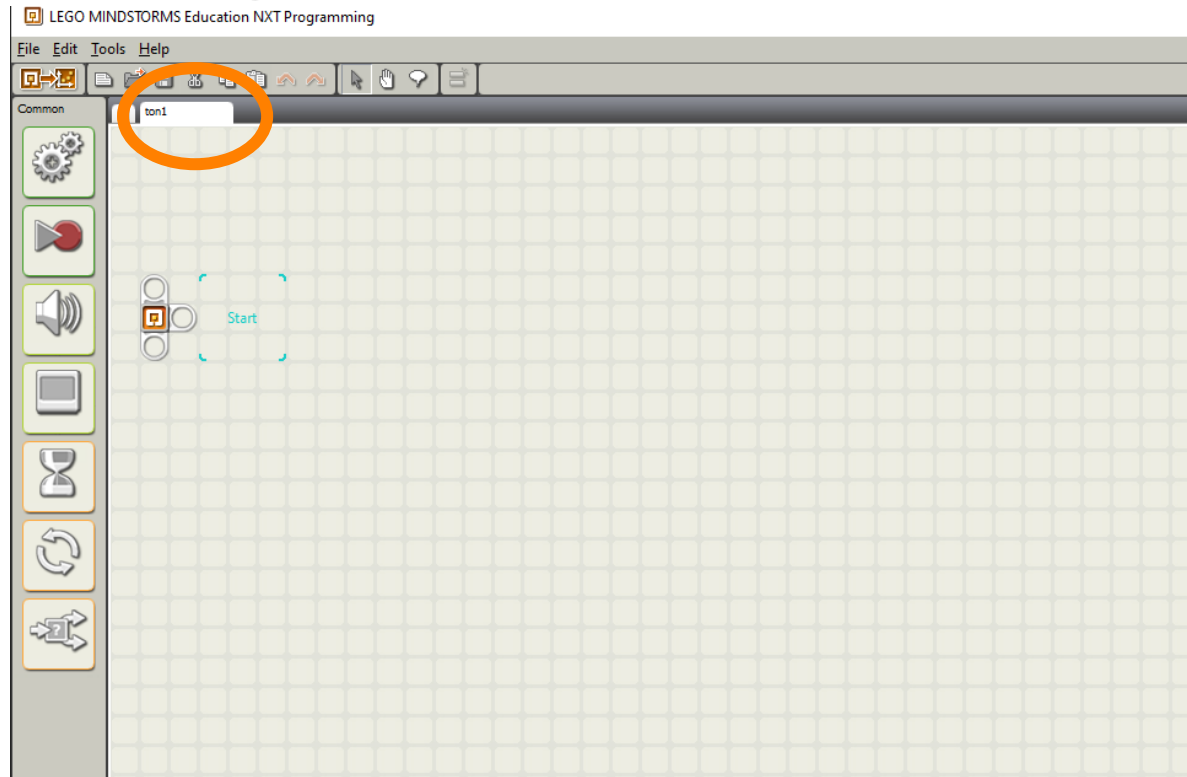 LEGO MINDSTORMS Education NXT Programming
File Edit Tools Help
Common
ton1
Start